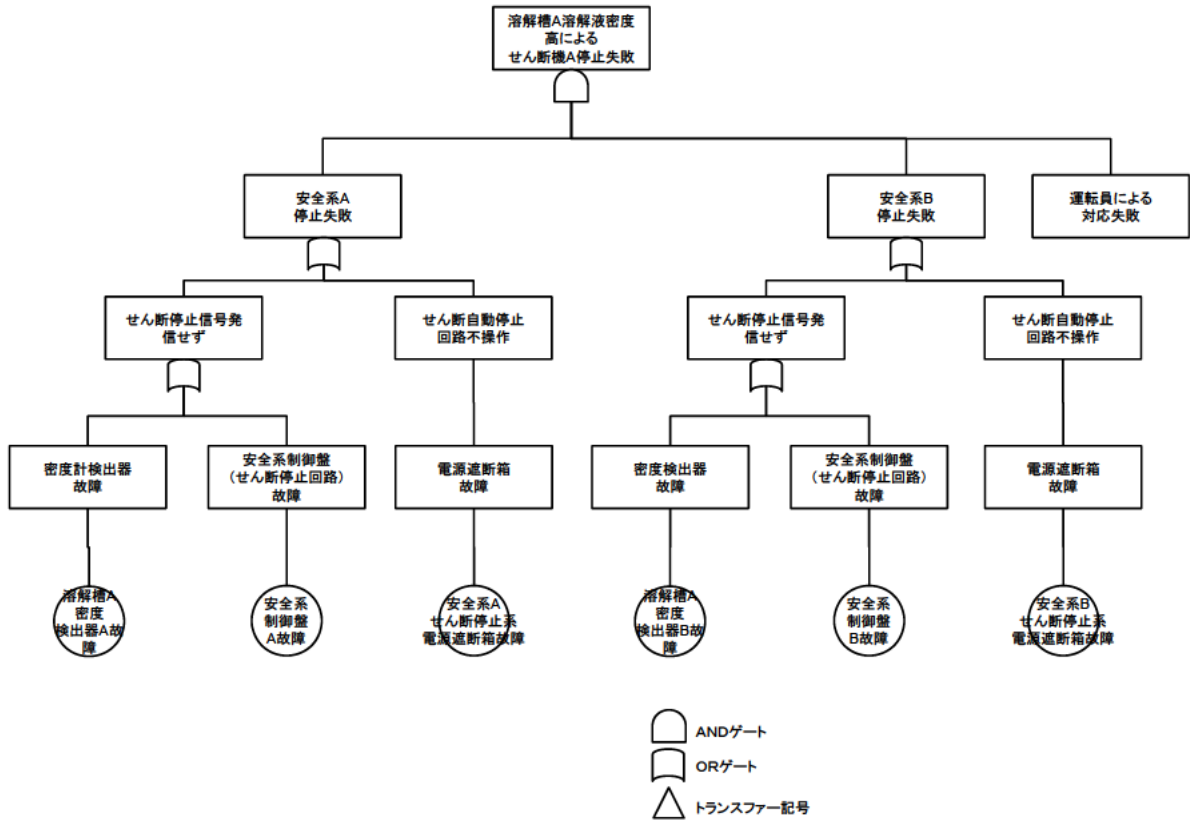 溶解槽A溶解液密度
高による
せん断機A停止失敗
安全系A
停止失敗
安全系B
停止失敗
運転員による
対応失敗
せん断停止信号発
信せず
せん断自動停止
回路不操作
せん断停止信号発
信せず
せん断自動停止
回路不操作
密度計検出器
故障
安全系制御盤
（せん断停止回路）
故障
電源遮断箱
故障
密度検出器
故障
安全系制御盤
（せん断停止回路）
故障
電源遮断箱
故障
溶解槽A
密度
検出器A故
障
安全系
制御盤
A故障
安全系A
せん断停止系
電源遮断箱故障
溶解槽A
密度
検出器B故
障
安全系
制御盤
B故障
安全系B
せん断停止系
電源遮断箱故障
ANDゲート
ORゲート
トランスファー記号